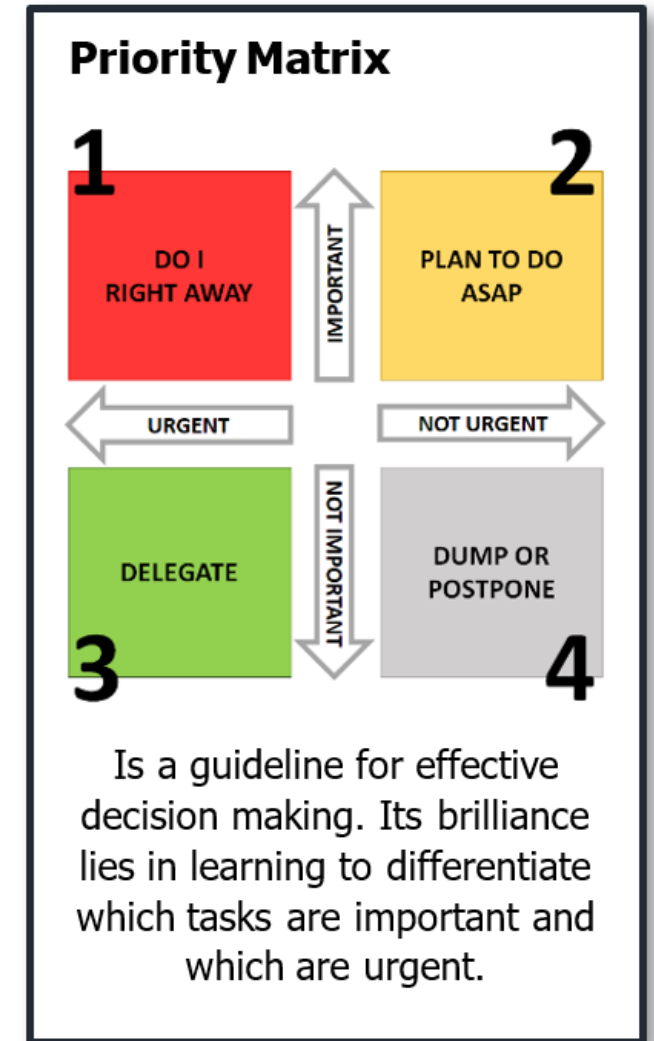 Priority Matrix
1
2
DO I
RIGHT AWAY
IMPORTANT
PLAN TO DO
ASAP
URGENT
NOT URGENT
DELEGATE
NOT IMPORTANT
DUMP OR
POSTPONE
3
4
Is a guideline for effective
decision making. Its brilliance
lies in learning to differentiate
which tasks are important and
which are urgent.